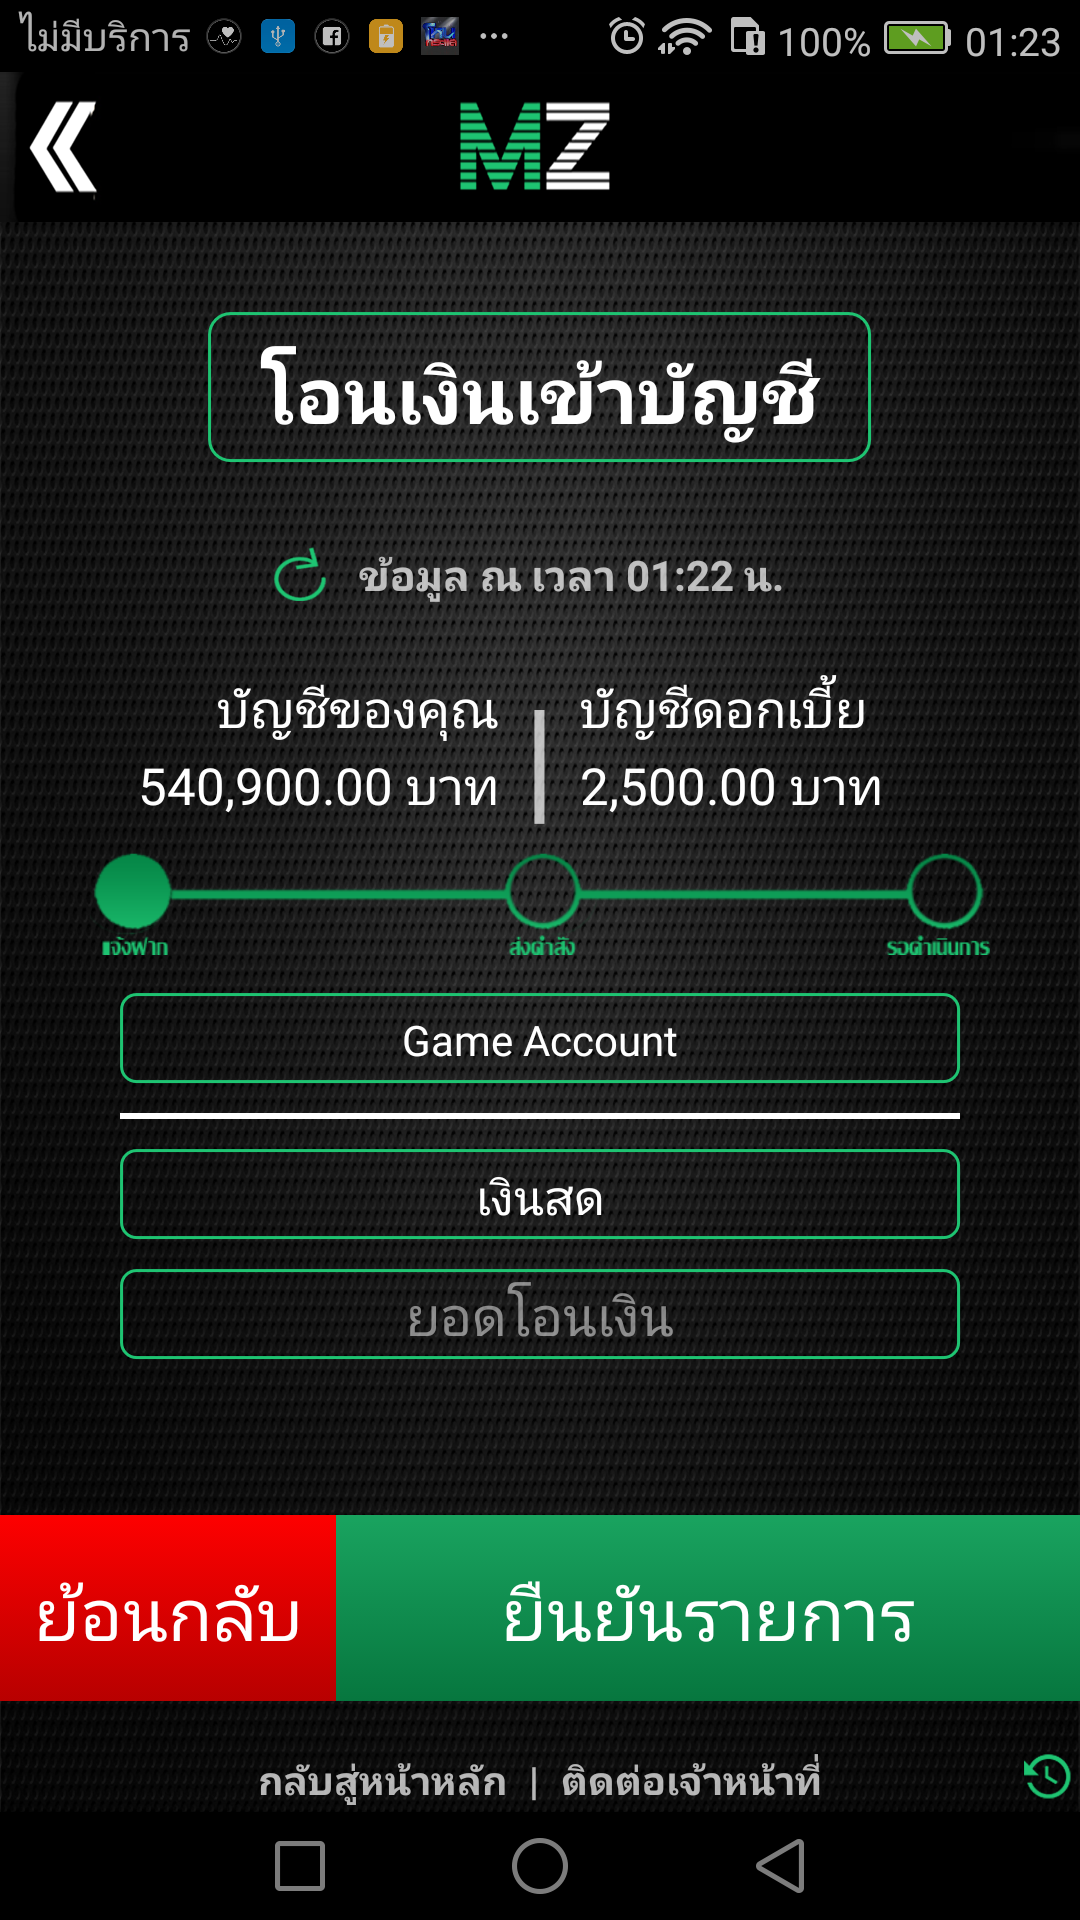 ไม่มีบริการ 100% 01:23
MZ
โอนเงินเข้าบัญชี
ข้อมูล ณ เวลา 01:22 น.
บัญชีของคุณ บัญชีดอกเบี้ย
540,900.00 บาท 2,500.00 บาท
แจ้งฝาก ส่งคำสั่ง รอดำเนินการ
Game Account
เงินสด
ยอดโอนเงิน
ย้อนกลับ ยืนยันรายการ
กลับสู่หน้าหลัก | ติดต่อเจ้าหน้าที่